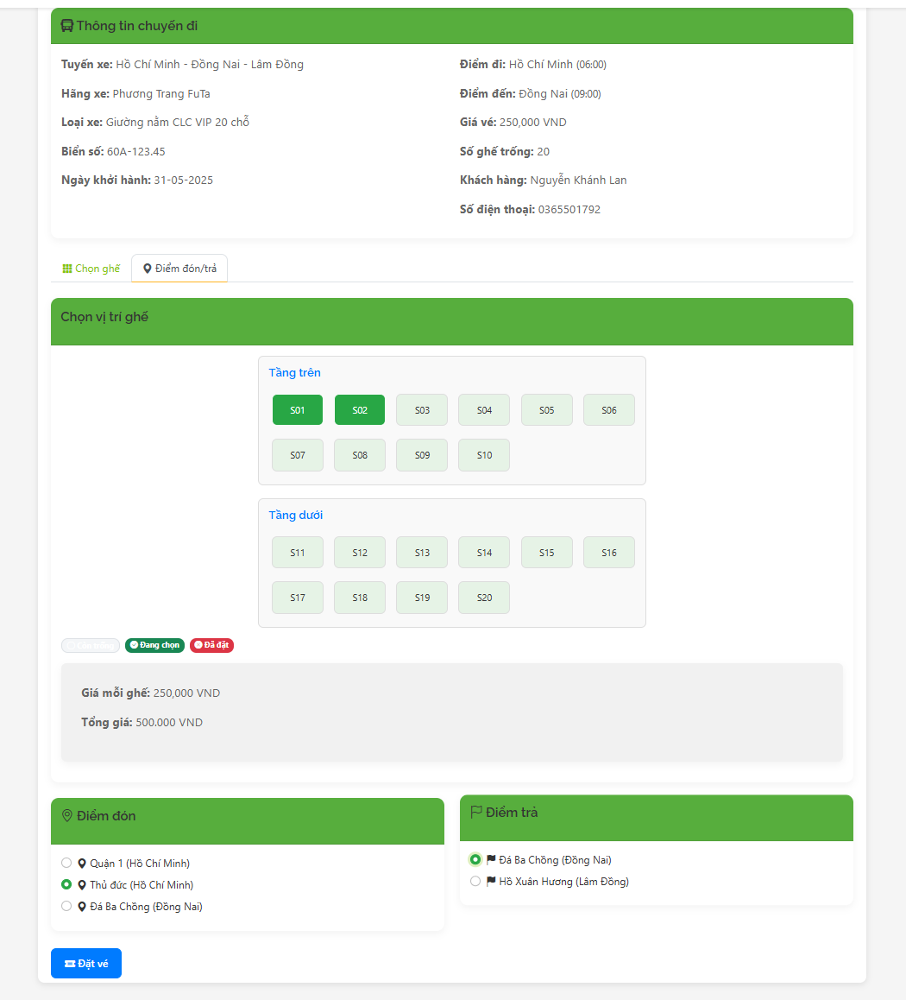 Thông tin chuyến đi
Tuyến xe: Hồ Chí Minh - Đồng Nai - Lâm Đồng
Hãng xe: Phương Trang FuTa
Loại xe: Giường nằm CLC VIP 20 chỗ
Biển số: 60A-123.45
Ngày khởi hành: 31-05-2025
Điểm đi: Hồ Chí Minh (06:00)
Điểm đến: Đồng Nai (09:00)
Giá vé: 250,000 VND
Số ghế trống: 20
Khách hàng: Nguyễn Khánh Lan
Số điện thoại: 0365501792
Chọn ghế
Điểm đón/trả
Chọn vị trí ghế
Tầng trên
S01 S02 S03 S04 S05 S06
S07 S08 S09 S10
Tầng dưới
S11 S12 S13 S14 S15 S16
S17 S18 S19 S20
Còn trống Đang chọn Đã đặt
Giá mỗi ghế: 250,000 VND
Tổng giá: 500.000 VND
Điểm đón
Quận 1 (Hồ Chí Minh)
Thủ đức (Hồ Chí Minh)
Đá Ba Chồng (Đồng Nai)
Điểm trả
Đá Ba Chồng (Đồng Nai)
Hồ Xuân Hương (Lâm Đồng)
Đặt vé